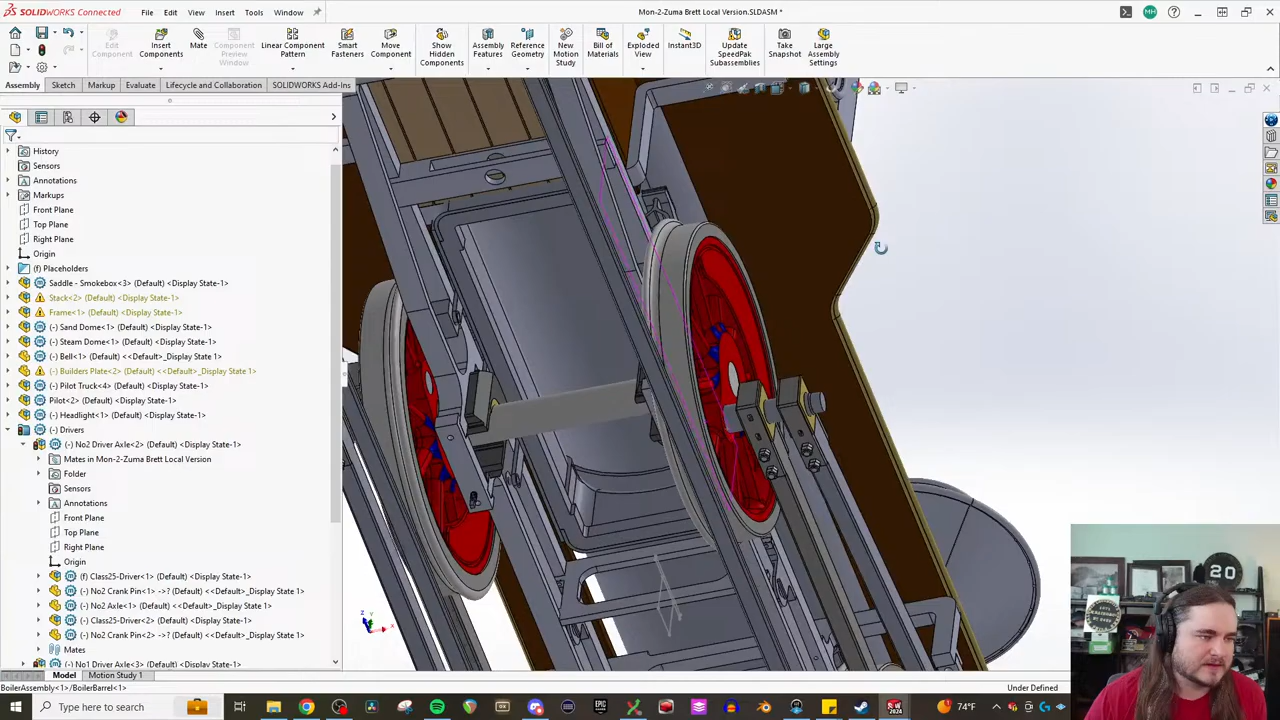 SOLIDWORKS Connected
File Edit View Insert Tools Window
Mon-2-Zuma Brett Local Version.SLDASM *
MH
Edit Component
Insert Components
Mate
Component Preview Window
Linear Component Pattern
Smart Fasteners
Move Component
Show Hidden Components
Assembly Features
Reference Geometry
New Motion Study
Bill of Materials
Exploded View
Instant3D
Update SpeedPak Subassemblies
Take Snapshot
Large Assembly Settings
Assembly Sketch Markup Evaluate Lifecycle and Collaboration SOLIDWORKS Add-Ins
History
Sensors
Annotations
Markups
Front Plane
Top Plane
Right Plane
Origin
(f) Placeholders
Saddle - Smokebox<3> (Default) <Display State-1>
Stack<2> (Default) <Display State-1>
Frame<1> (Default) <Display State-1>
(-) Sand Dome<1> (Default) <Display State-1>
(-) Steam Dome<1> (Default) <Display State-1>
(-) Bell<1> (Default) <<Default>_Display State 1>
(-) Builders Plate<2> (Default) <<Default>_Display State 1>
(-) Pilot Truck<4> (Default) <Display State-1>
Pilot<2> (Default) <Display State-1>
(-) Headlight<1> (Default) <Display State-1>
(-) Drivers
(-) No2 Driver Axle<2> (Default) <Display State-1>
Mates in Mon-2-Zuma Brett Local Version
Folder
Sensors
Annotations
Front Plane
Top Plane
Right Plane
Origin
(f) Class25-Driver<1> (Default) <Display State-1>
(-) No2 Crank Pin<1> ->? (Default) <<Default>_Display State 1>
(-) No2 Axle<1> (Default) <<Default>_Display State 1>
(-) Class25-Driver<2> (Default) <Display State-1>
(-) No2 Crank Pin<2> ->? (Default) <<Default>_Display State 1>
Mates
(-) No1 Driver Axle<3> (Default) <Display State-1>
20
Model Motion Study 1
BoilerAssembly<1>/BoilerBarrel<1>
Under Defined
Type here to search
74°F